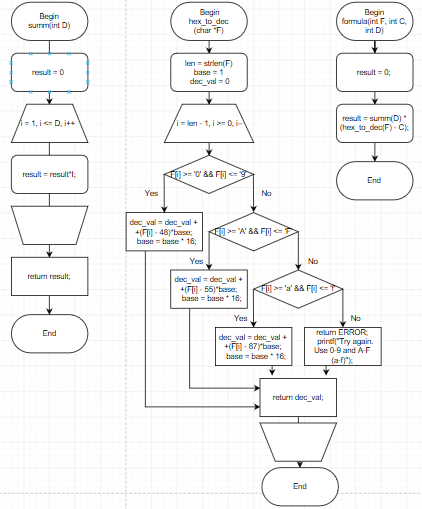 Begin
summ(int D)
result = 0
i = 1, i <= D, i++
result = result*I;
return result;
End
Begin
hex_to_dec
(char *F)
len = strlen(F)
base = 1
dec_val = 0
i = len - 1, i >= 0, i--
F[i] >= '0' && F[i] <= '9'
Yes
No
dec_val = dec_val +
+(F[i] - 48)*base;
base = base * 16;
F[i] >= 'A' && F[i] <= 'F'
Yes
No
dec_val = dec_val +
+(F[i] - 55)*base;
base = base * 16;
F[i] >= 'a' && F[i] <= 'f'
Yes
No
dec_val = dec_val +
+(F[i] - 87)*base;
base = base * 16;
return ERROR;
printf("Try again.
Use 0-9 and A-F
(a-f)");
return dec_val;
End
Begin
formula(int F, int C,
int D)
result = 0;
result = summ(D) *
(hex_to_dec(F) - C);
End